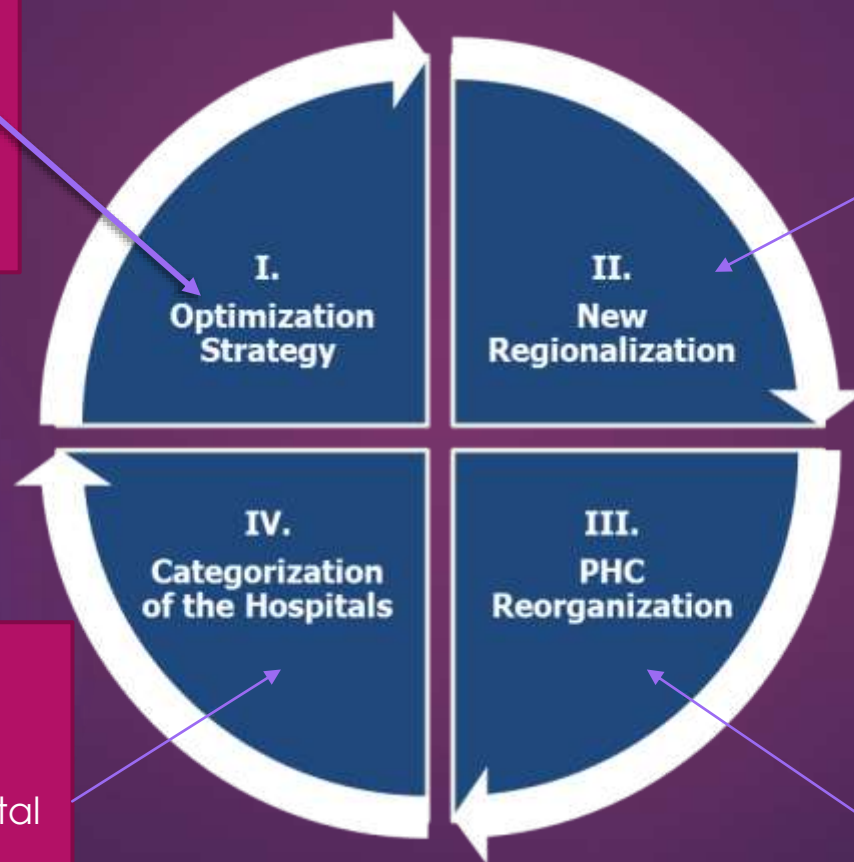 I.
Optimization
Strategy
II.
New
Regionalization
IV.
Categorization
of the Hospitals
III.
PHC
Reorganization